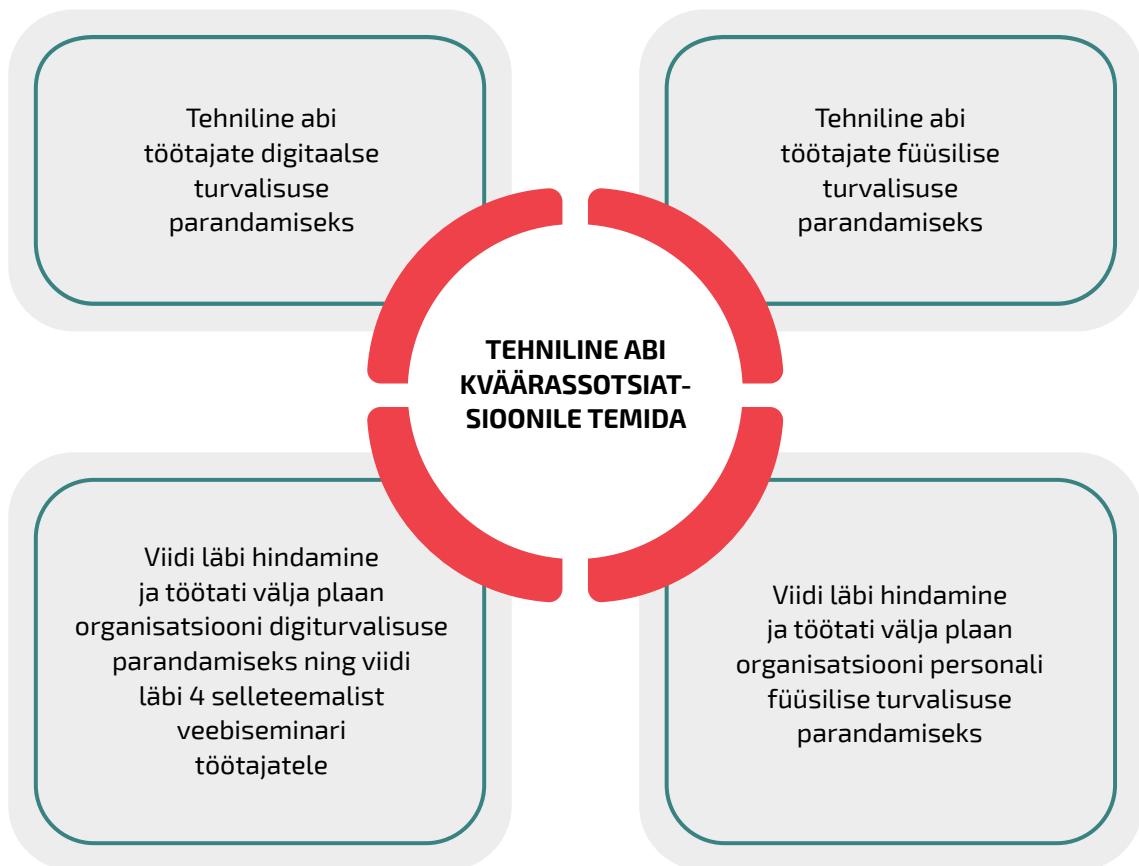 Tehniline abi
töötajate digitaalse
turvalisuse
parandamiseks
Tehniline abi
töötajate füüsilise
turvalisuse
parandamiseks
TEHNILINE ABI
KVÄÄRASSOTSIAT-
SIOONILE TEMIDA
Viidi läbi hindamine
ja töötati välja plaan
organisatsiooni digiturvalisuse
parandamiseks ning viidi
läbi 4 selleteemalist
veebiseminari
töötajatele
Viidi läbi hindamine
ja töötati välja plaan
organisatsiooni personali
füüsilise turvalisuse
parandamiseks